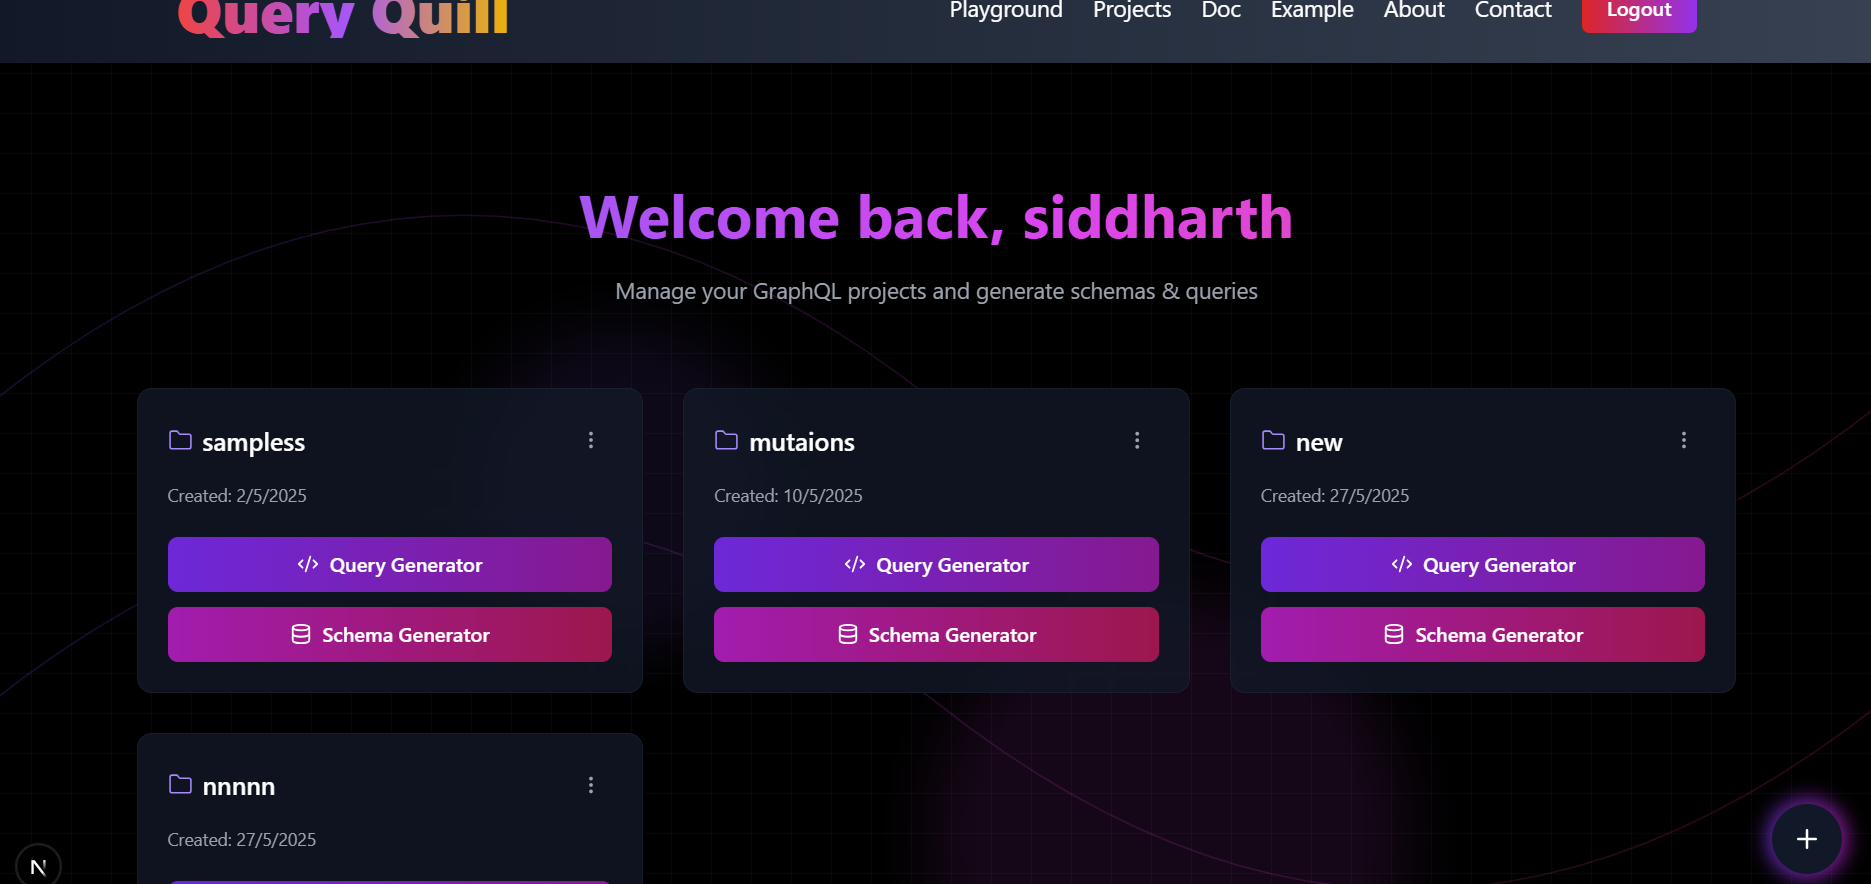 Query Quill
Playground Projects Doc Example About Contact Logout
Welcome back, siddharth
Manage your GraphQL projects and generate schemas & queries
sampless
Created: 2/5/2025
</> Query Generator
Schema Generator
mutaions
Created: 10/5/2025
</> Query Generator
Schema Generator
new
Created: 27/5/2025
</> Query Generator
Schema Generator
nnnnn
Created: 27/5/2025
N
+